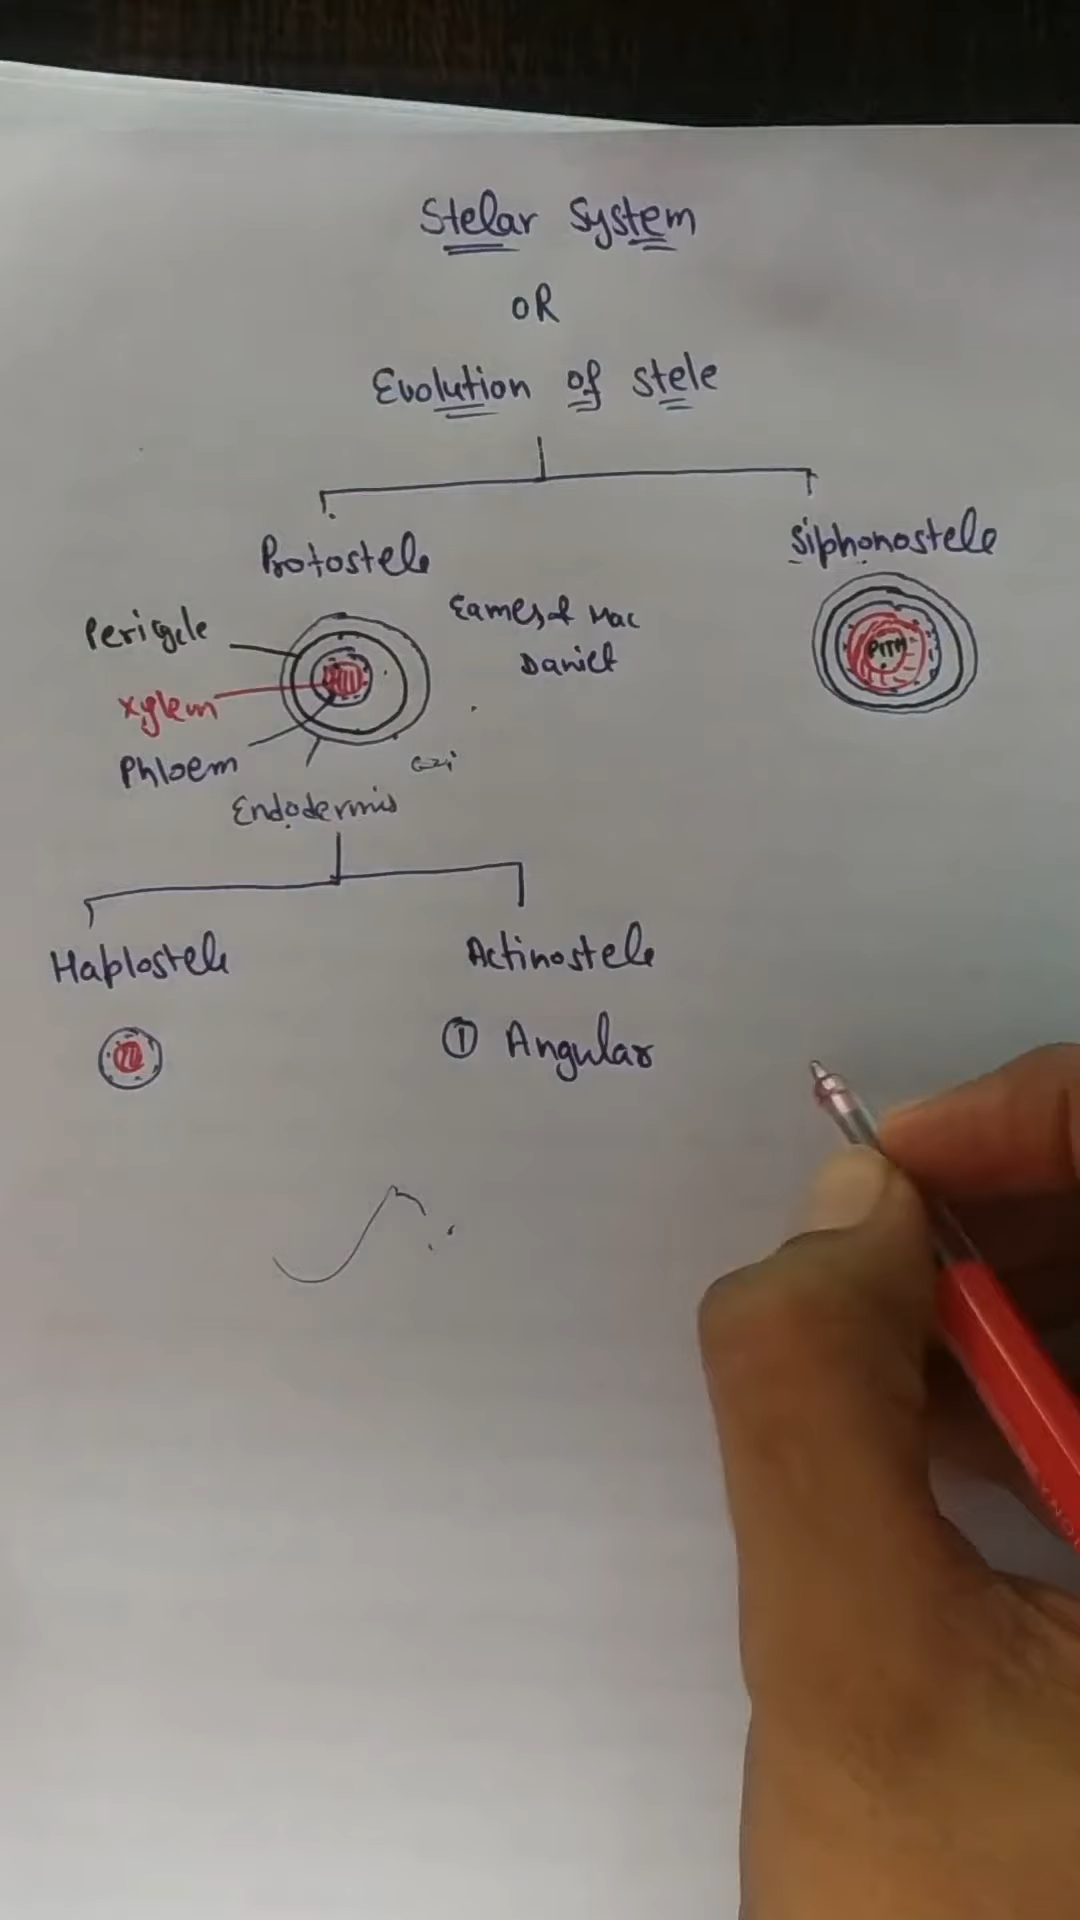 Stelar System
OR
Evolution of stele
Protostele
Siphonostele
Eames & Mac
Daniel
Pericycle
PITH
Xylem
Phloem
Endodermis
Haplostele
Actinostele
① Angular